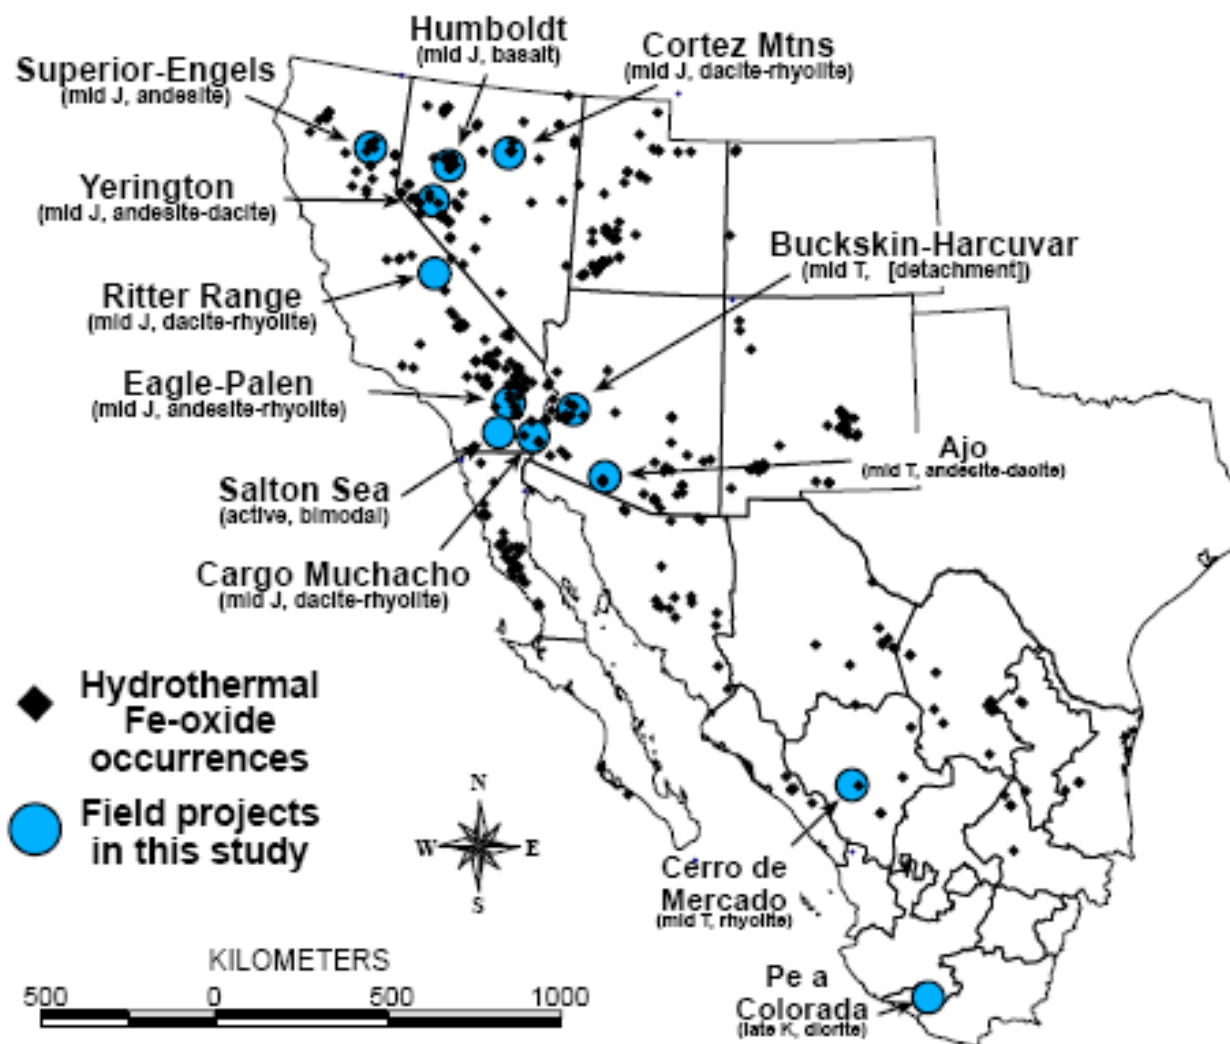 Humboldt
(mid J, basalt)
Cortez Mtns
(mid J, dacite-rhyolite)
Superior-Engels
(mid J, andesite)
Yerington
(mid J, andesite-dacite)
Buckskin-Harcuvar
(mid T, [detachment])
Ritter Range
(mid J, dacite-rhyolite)
Eagle-Palen
(mid J, andesite-rhyolite)
Ajo
(mid T, andesite-dacite)
Salton Sea
(active, bimodal)
Cargo Muchacho
(mid J, dacite-rhyolite)
Hydrothermal
Fe-oxide
occurrences
Field projects
in this study
N
W E
S
Cerro de
Mercado
(mid T, rhyolite)
Pe a
Colorada
(late K, diorite)
KILOMETERS
500 0 500 1000